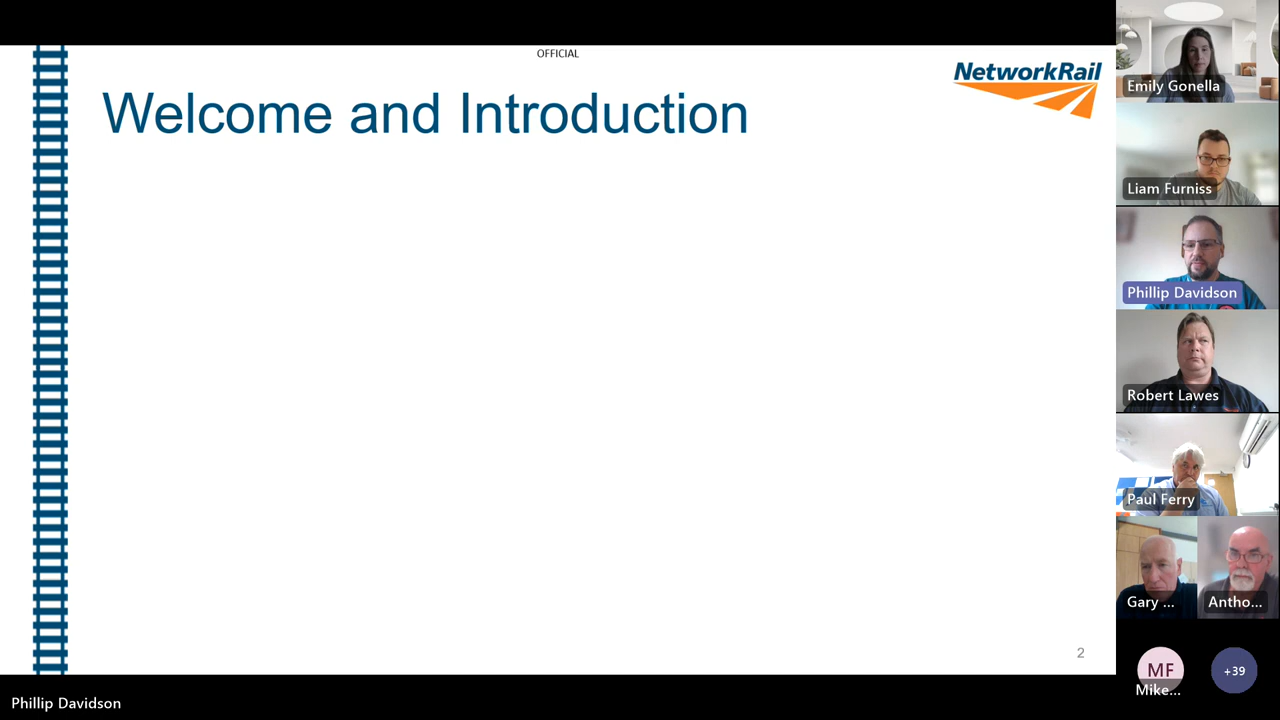 OFFICIAL
NetworkRail
Welcome and Introduction
2
Emily Gonella
Liam Furniss
Phillip Davidson
Robert Lawes
Paul Ferry
Gary ...
Antho...
MF
Mike...
+39
Phillip Davidson